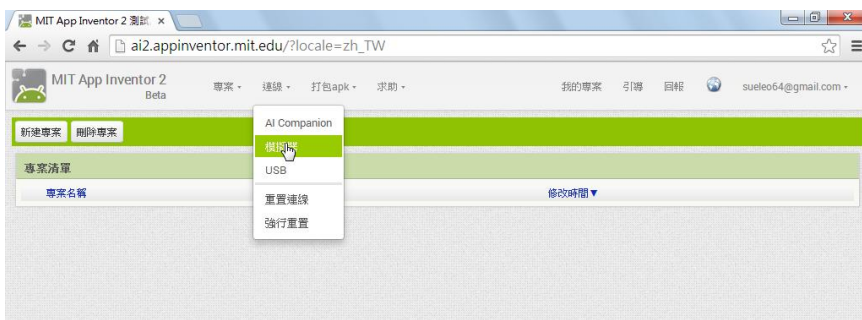 MIT App Inventor 2 測試
ai2.appinventor.mit.edu/?locale=zh_TW
MIT App Inventor 2
Beta
專案 連線 打包apk 求助 我的專案 引導 回報 sueleo64@gmail.com
AI Companion
新建專案 刪除專案
模擬器
專案清單
USB
專案名稱 修改時間▼
重置連線
強行重置